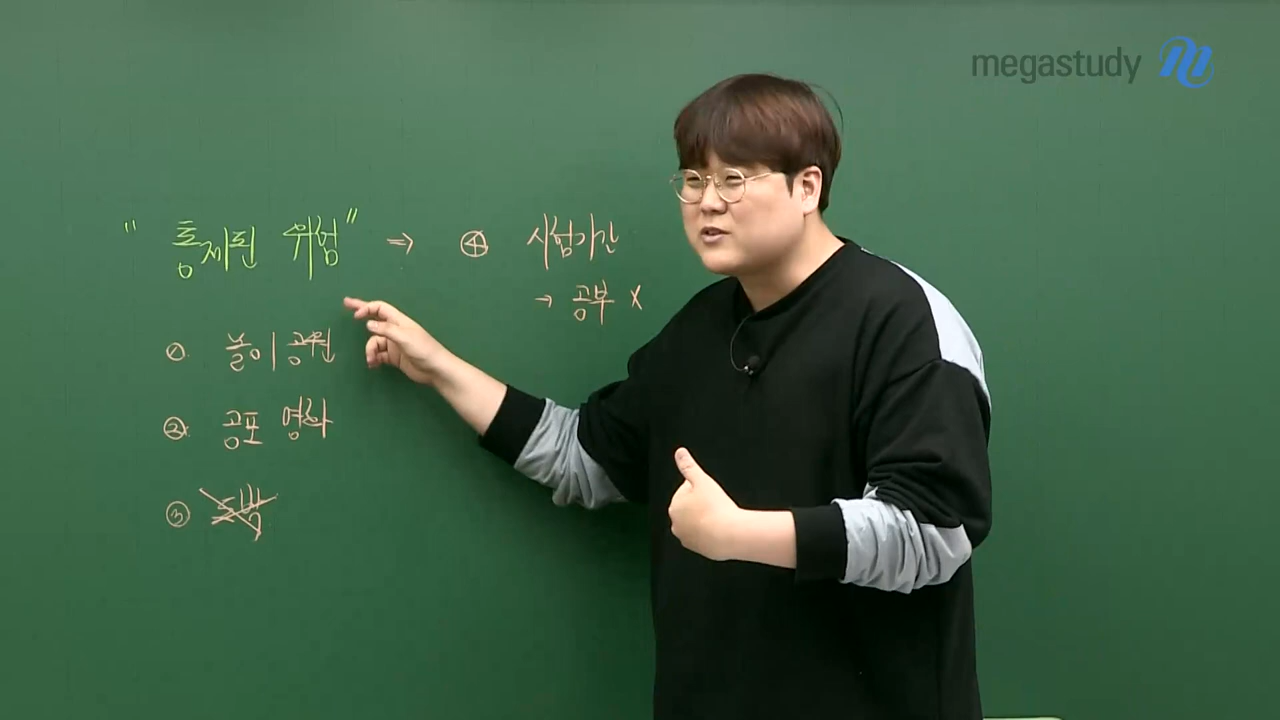 megastudy
"통제된 위험" ⇒ ④ 시험기간
→ 공부 X
① 놀이공원
② 공포 영화
③